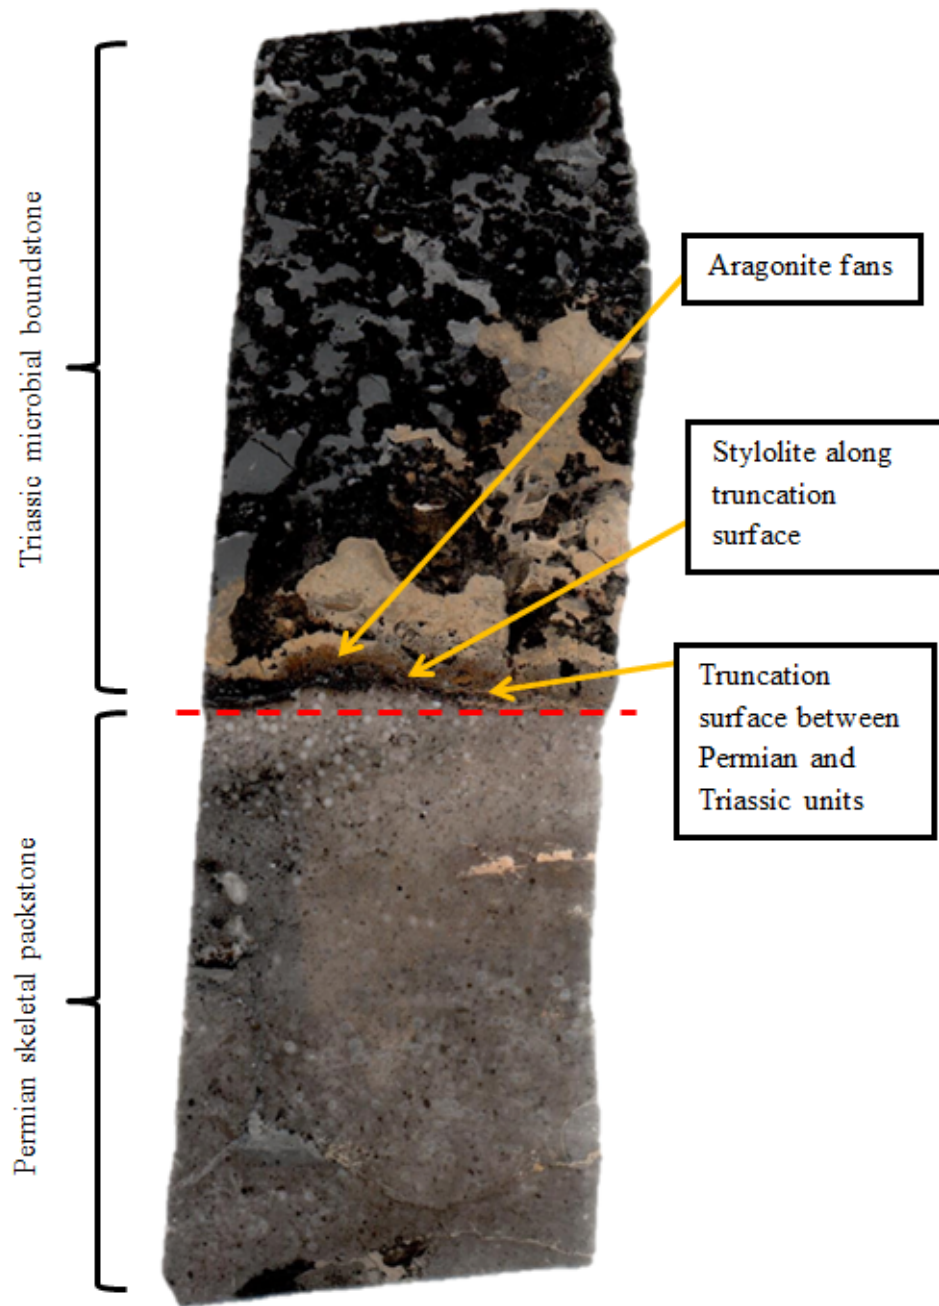 Triassic microbial boundstone
Aragonite fans
Stylolite along
truncation
surface
Truncation
surface between
Permian and
Triassic units
Permian skeletal packstone